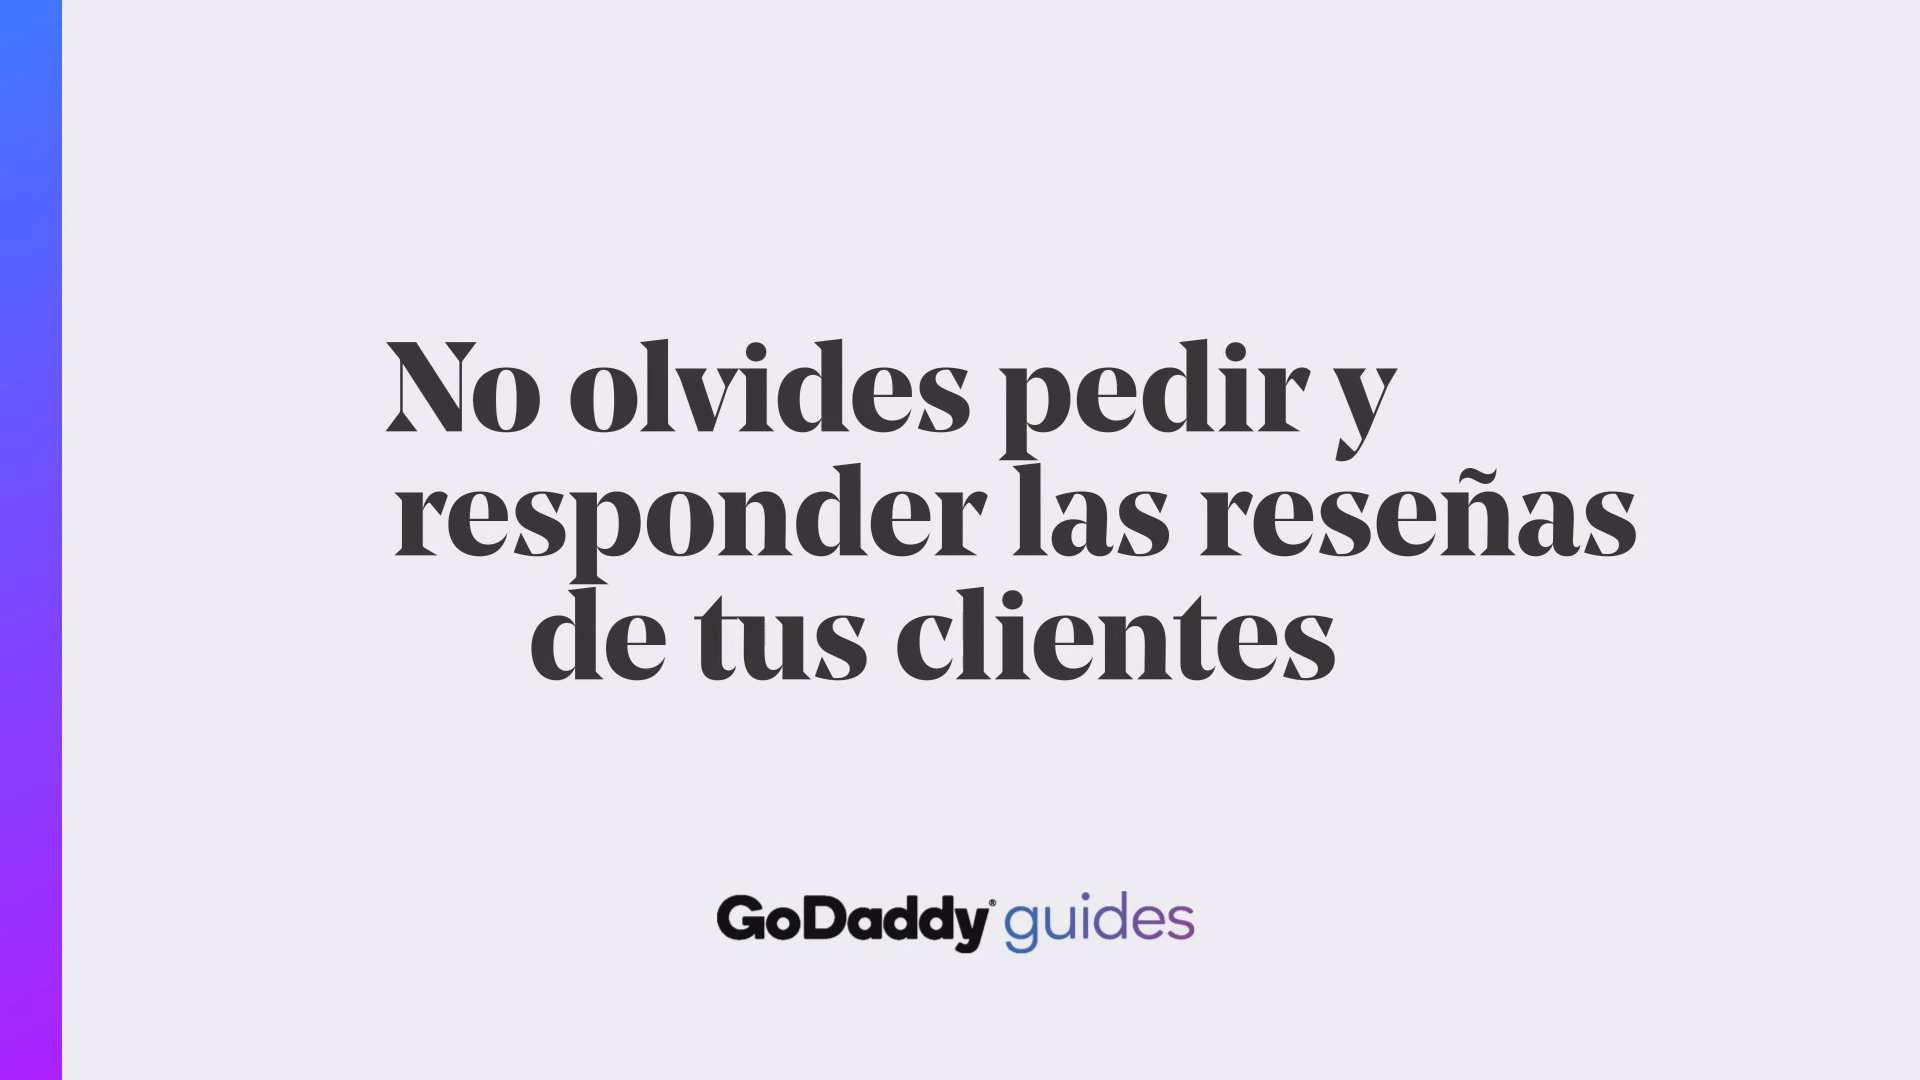 No olvides pedir y
responder las reseñas
de tus clientes
GoDaddy® guides